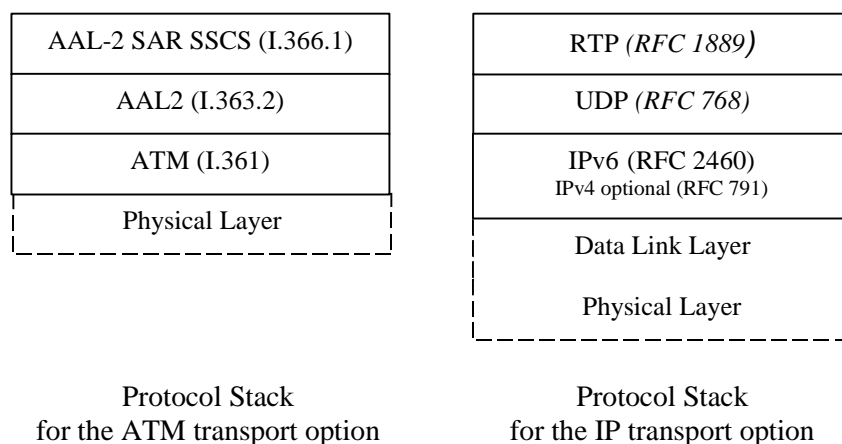 AAL-2 SAR SSCS (I.366.1)
AAL2 (I.363.2)
ATM (I.361)
Physical Layer
Protocol Stack
for the ATM transport option
RTP (RFC 1889)
UDP (RFC 768)
IPv6 (RFC 2460)
IPv4 optional (RFC 791)
Data Link Layer
Physical Layer
Protocol Stack
for the IP transport option